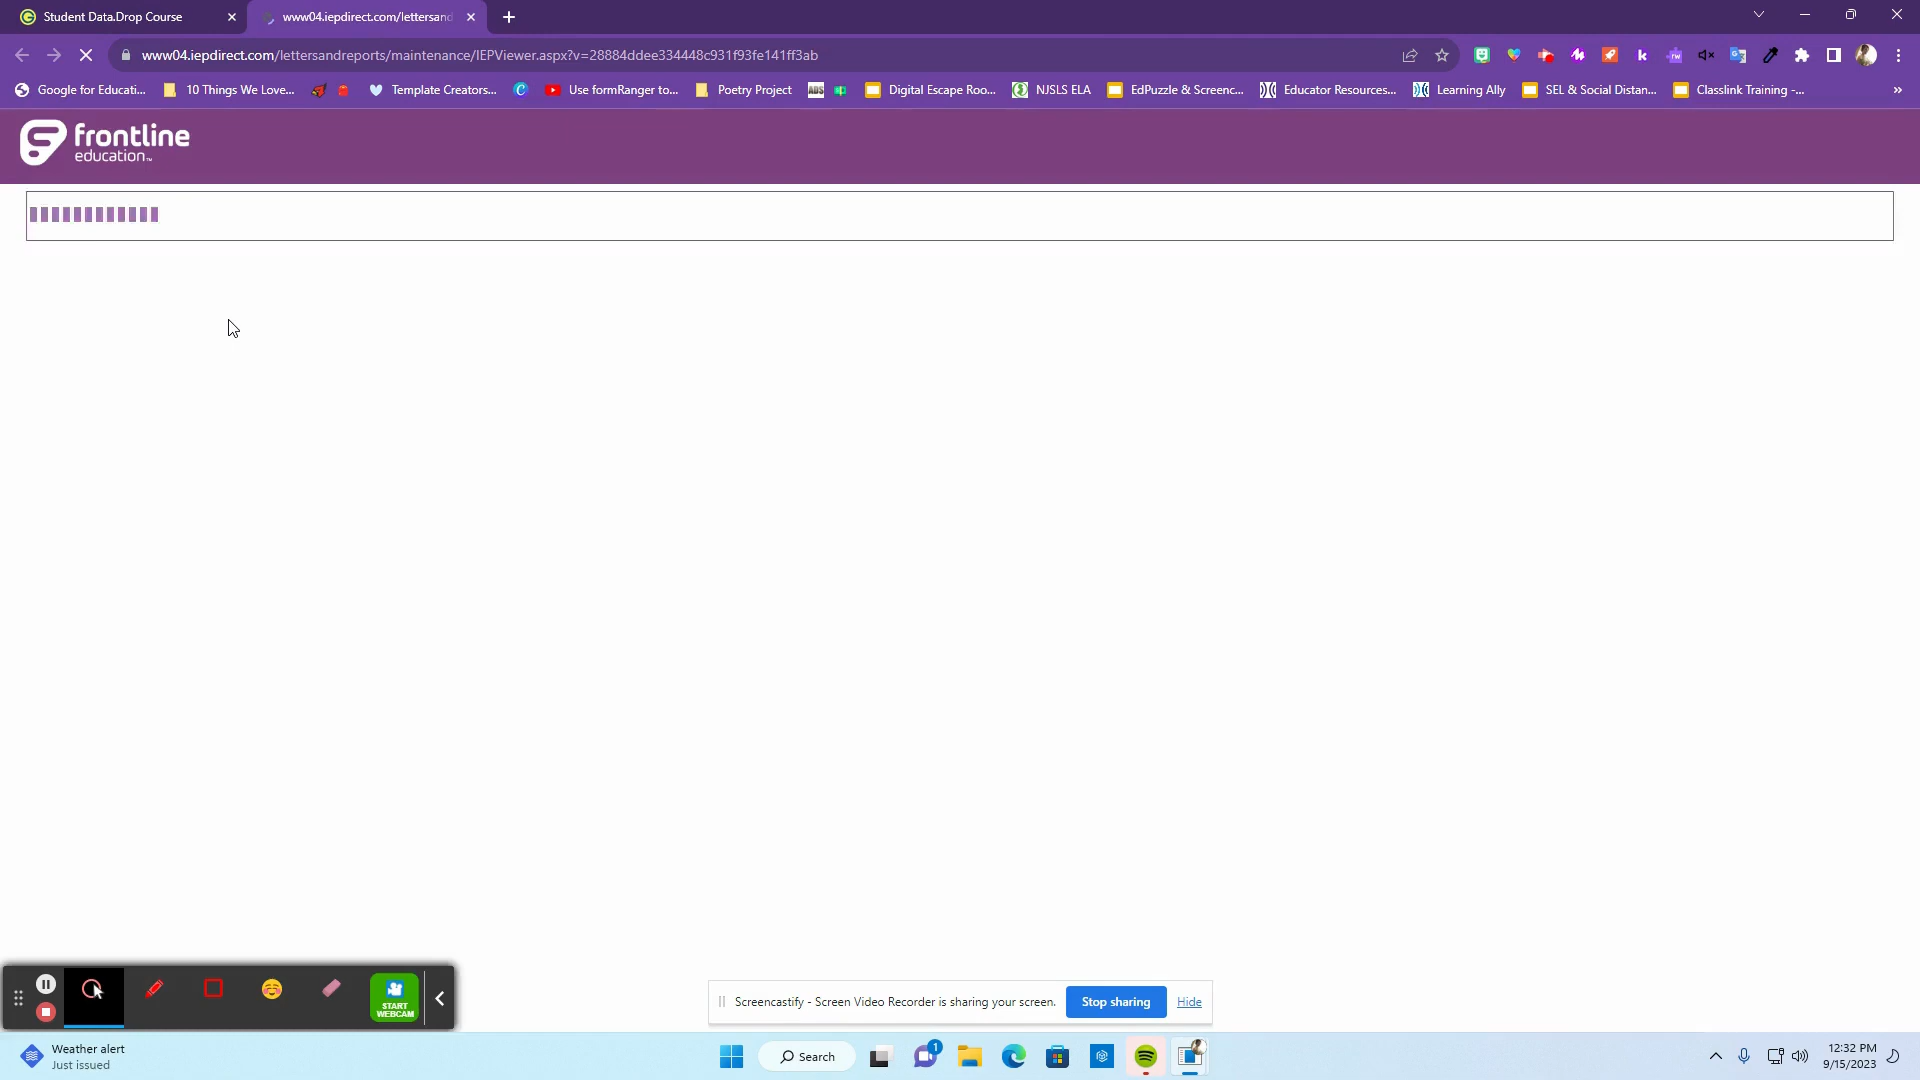 Student Data.Drop Course
www04.iepdirect.com/lettersand
www04.iepdirect.com/lettersandreports/maintenance/IEPViewer.aspx?v=28884ddee334448c931f93fe141ff3ab
Google for Educati...
10 Things We Love...
Template Creators...
Use formRanger to...
Poetry Project
ADS
Digital Escape Roo...
NJSLS ELA
EdPuzzle & Screenc...
Educator Resources...
Learning Ally
SEL & Social Distan...
Classlink Training -...
frontline
education™
START
WEBCAM
Screencastify - Screen Video Recorder is sharing your screen.
Stop sharing
Hide
Weather alert
Just issued
Search
1
12:32 PM
9/15/2023